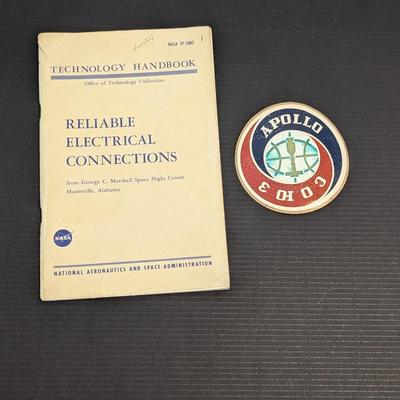 NASA SP-5002
TECHNOLOGY HANDBOOK
Office of Technology Utilization
RELIABLE
ELECTRICAL
CONNECTIONS
from George C. Marshall Space Flight Center
Huntsville, Alabama
NASA
NATIONAL AERONAUTICS AND SPACE ADMINISTRATION
APOLLO
СОЮЗ